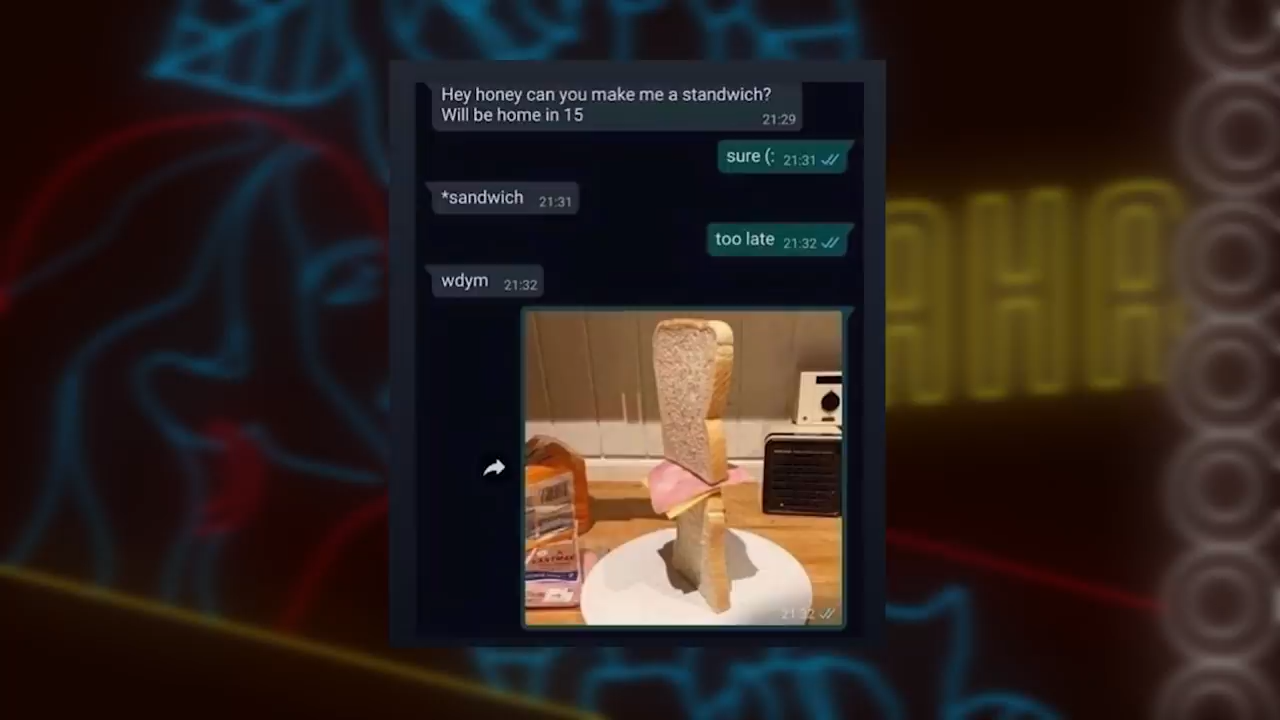 Hey honey can you make me a standwich?
Will be home in 15
21:29
sure (: 21:31
*sandwich 21:31
too late 21:32
wdym 21:32
21:32
AHA